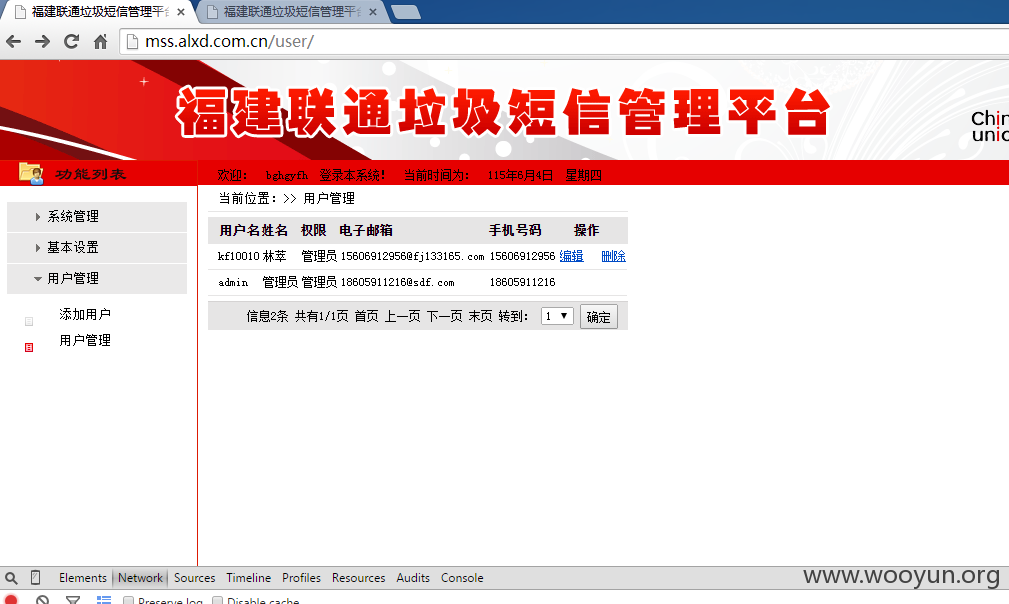 福建联通垃圾短信管理平台 福建联通垃圾短信管理平台
mss.alxd.com.cn/user/
福建联通垃圾短信管理平台
Chin
unic
功能列表 欢迎: bghgyfh 登录本系统! 当前时间为: 115年6月4日 星期四
当前位置: >> 用户管理
系统管理
基本设置
用户管理
添加用户
用户管理
用户名 姓名 权限 电子邮箱 手机号码 操作
kf10010 林萃 管理员 15606912956@fj133165.com 15606912956 编辑 删除
admin 管理员 管理员 18605911216@sdf.com 18605911216
信息2条 共有1/1页 首页 上一页 下一页 末页 转到: 1 确定
Elements Network Sources Timeline Profiles Resources Audits Console
Preserve log Disable cache
www.wooyun.org